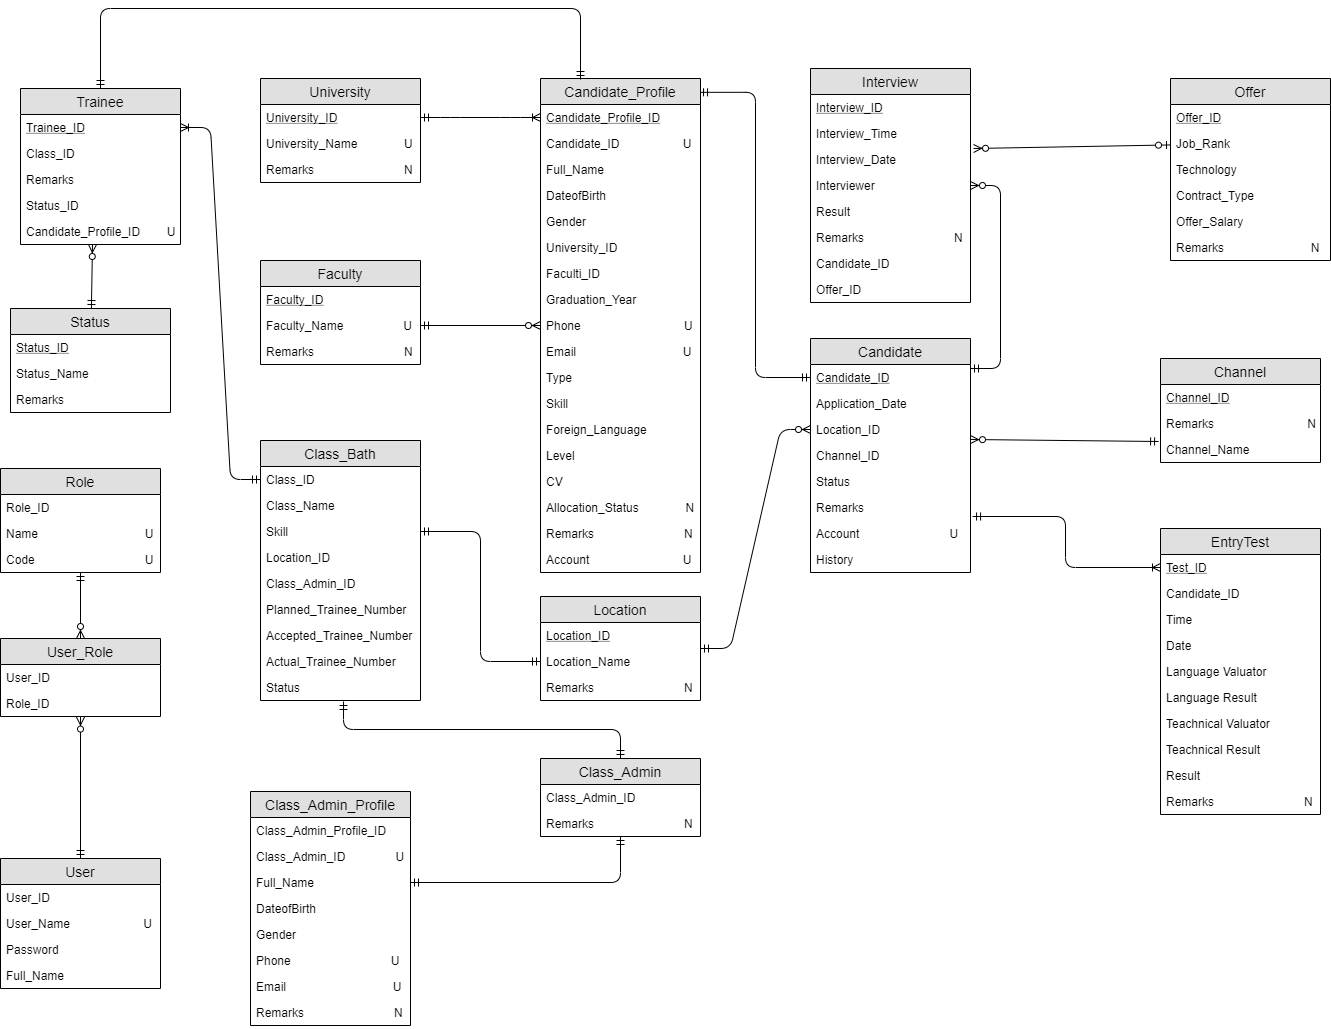 Trainee
Trainee_ID
Class_ID
Remarks
Status_ID
Candidate_Profile_ID U
Status
Status_ID
Status_Name
Remarks
Role
Role_ID
Name U
Code U
User_Role
User_ID
Role_ID
User
User_ID
User_Name U
Password
Full_Name
University
University_ID
University_Name U
Remarks N
Faculty
Faculty_ID
Faculty_Name U
Remarks N
Class_Bath
Class_ID
Class_Name
Skill
Location_ID
Class_Admin_ID
Planned_Trainee_Number
Accepted_Trainee_Number
Actual_Trainee_Number
Status
Class_Admin_Profile
Class_Admin_Profile_ID
Class_Admin_ID U
Full_Name
DateofBirth
Gender
Phone U
Email U
Remarks N
Candidate_Profile
Candidate_Profile_ID
Candidate_ID U
Full_Name
DateofBirth
Gender
University_ID
Faculti_ID
Graduation_Year
Phone U
Email U
Type
Skill
Foreign_Language
Level
CV
Allocation_Status N
Remarks N
Account U
Location
Location_ID
Location_Name
Remarks N
Class_Admin
Class_Admin_ID
Remarks N
Interview
Interview_ID
Interview_Time
Interview_Date
Interviewer
Result
Remarks N
Candidate_ID
Offer_ID
Candidate
Candidate_ID
Application_Date
Location_ID
Channel_ID
Status
Remarks
Account U
History
Offer
Offer_ID
Job_Rank
Technology
Contract_Type
Offer_Salary
Remarks N
Channel
Channel_ID
Remarks N
Channel_Name
EntryTest
Test_ID
Candidate_ID
Time
Date
Language Valuator
Language Result
Teachnical Valuator
Teachnical Result
Result
Remarks N